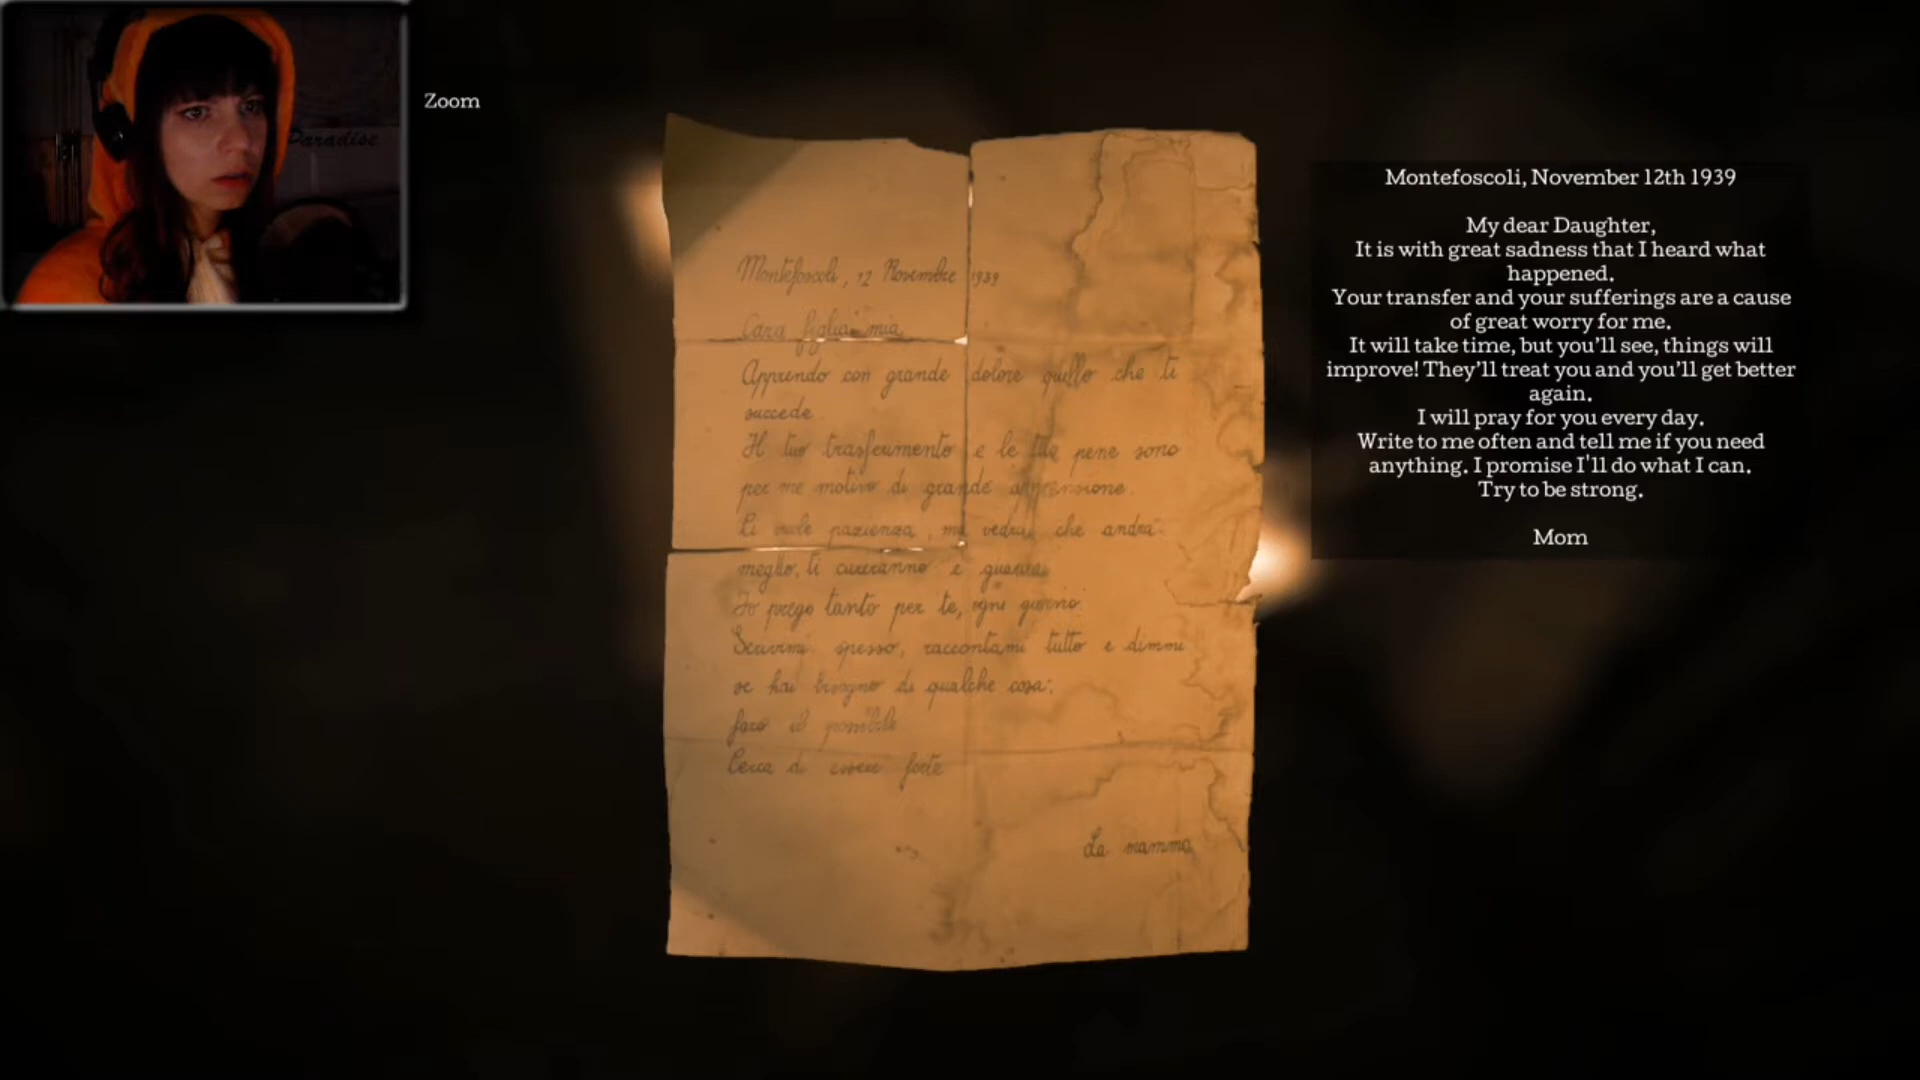 Paradise
Zoom
Montefoscoli, 12 Novembre 1939
Cara figlia mia,
Apprendo con grande dolore quello che ti
succede.
Il tuo trasferimento e le tue pene sono
per me motivo di grande apprensione.
Ci vuole pazienza, ma vedrai che andrà
meglio, ti cureranno e guarirai
Io prego tanto per te, ogni giorno.
Scrivimi spesso, raccontami tutto e dimmi
se hai bisogno di qualche cosa;
farò il possibile
Cerca di essere forte
La mamma
Montefoscoli, November 12th 1939
My dear Daughter,
It is with great sadness that I heard what
happened.
Your transfer and your sufferings are a cause
of great worry for me.
It will take time, but you'll see, things will
improve! They'll treat you and you'll get better
again.
I will pray for you every day.
Write to me often and tell me if you need
anything. I promise I'll do what I can.
Try to be strong.
Mom